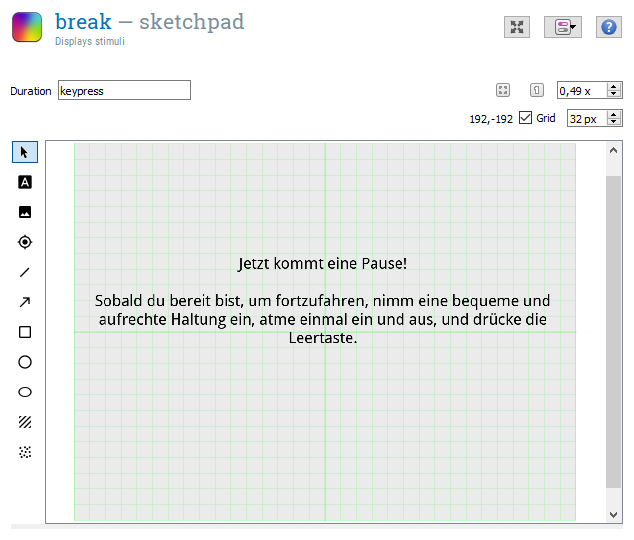 break — sketchpad
Displays stimuli
Duration keypress 0,49 x
192,-192 Grid 32 px
A
Jetzt kommt eine Pause!
Sobald du bereit bist, um fortzufahren, nimm eine bequeme und
aufrechte Haltung ein, atme einmal ein und aus, und drücke die
Leertaste.